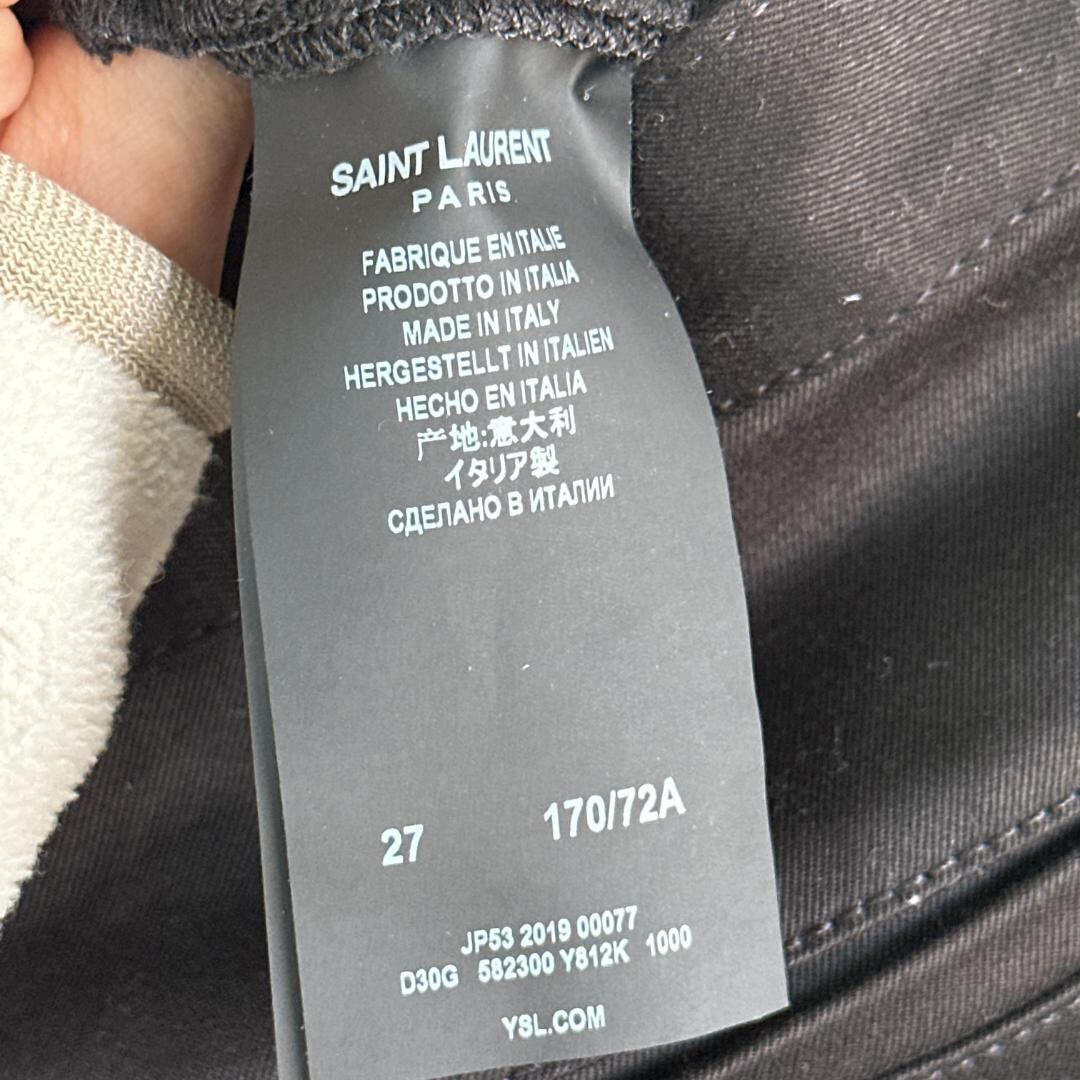 SAINT LAURENT
PARIS
FABRIQUE EN ITALIE
PRODOTTO IN ITALIA
MADE IN ITALY
HERGESTELLT IN ITALIEN
HECHO EN ITALIA
产地:意大利
イタリア製
СДЕЛАНО В ИТАЛИИ
27 170/72A
JP53 2019 00077
D30G 582300 Y812K 1000
YSL.COM